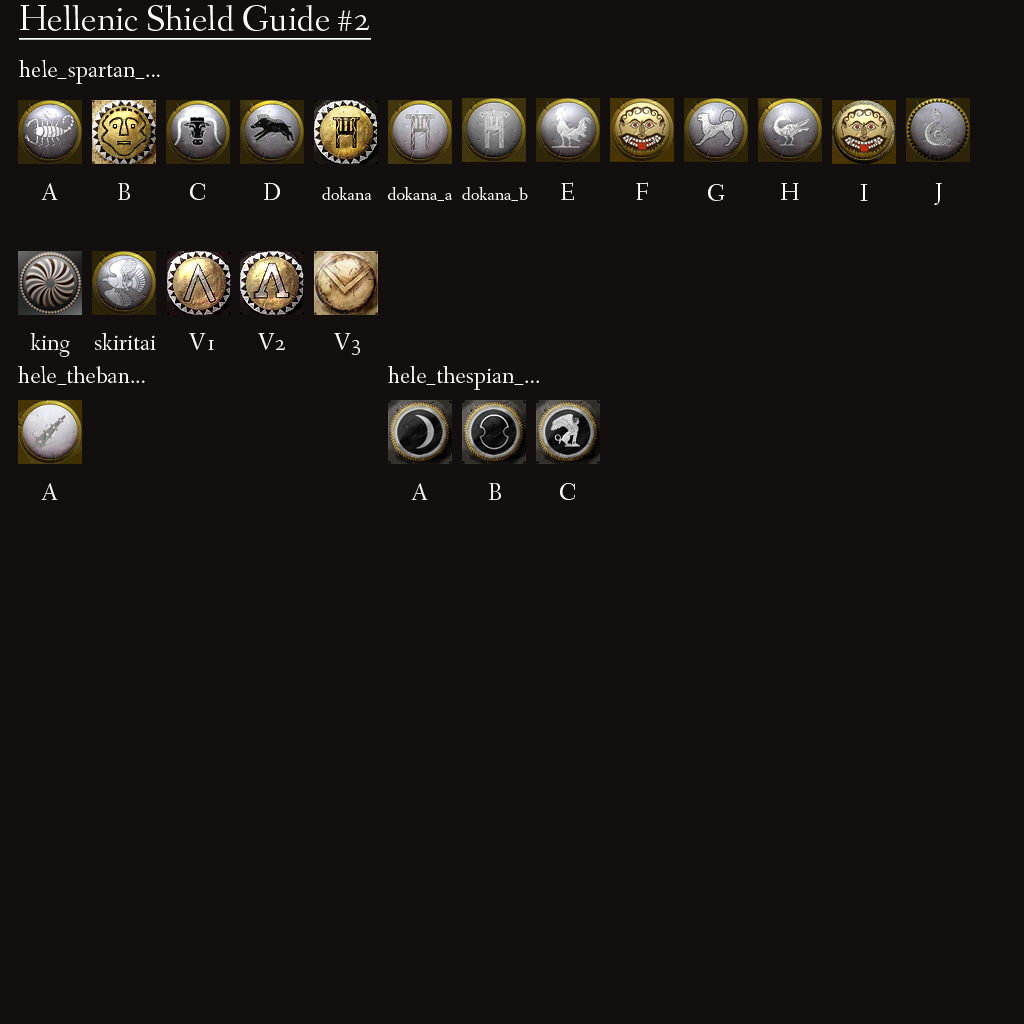 Hellenic Shield Guide #2
hele_spartan_...
A B C D dokana dokana_a dokana_b E F G H I J
king skiritai V1 V2 V3
hele_theban... hele_thespian_...
A A B C